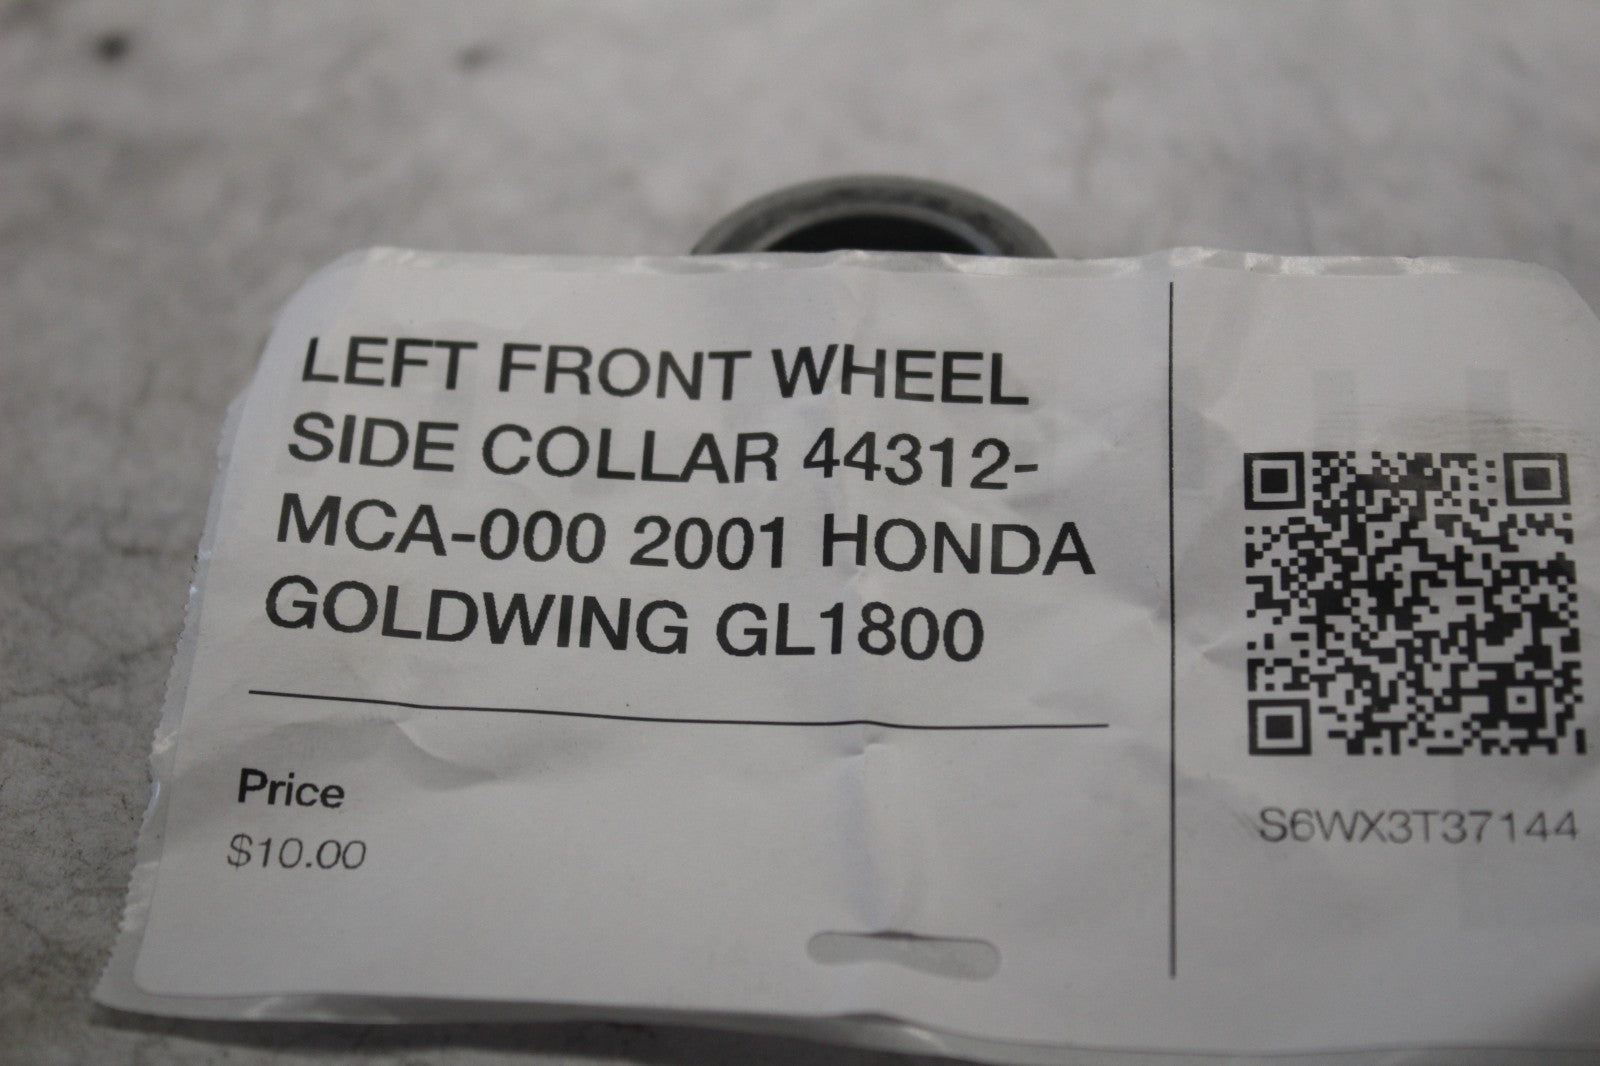 LEFT FRONT WHEEL
SIDE COLLAR 44312-
MCA-000 2001 HONDA
GOLDWING GL1800
Price
$10.00
S6WX3T37144